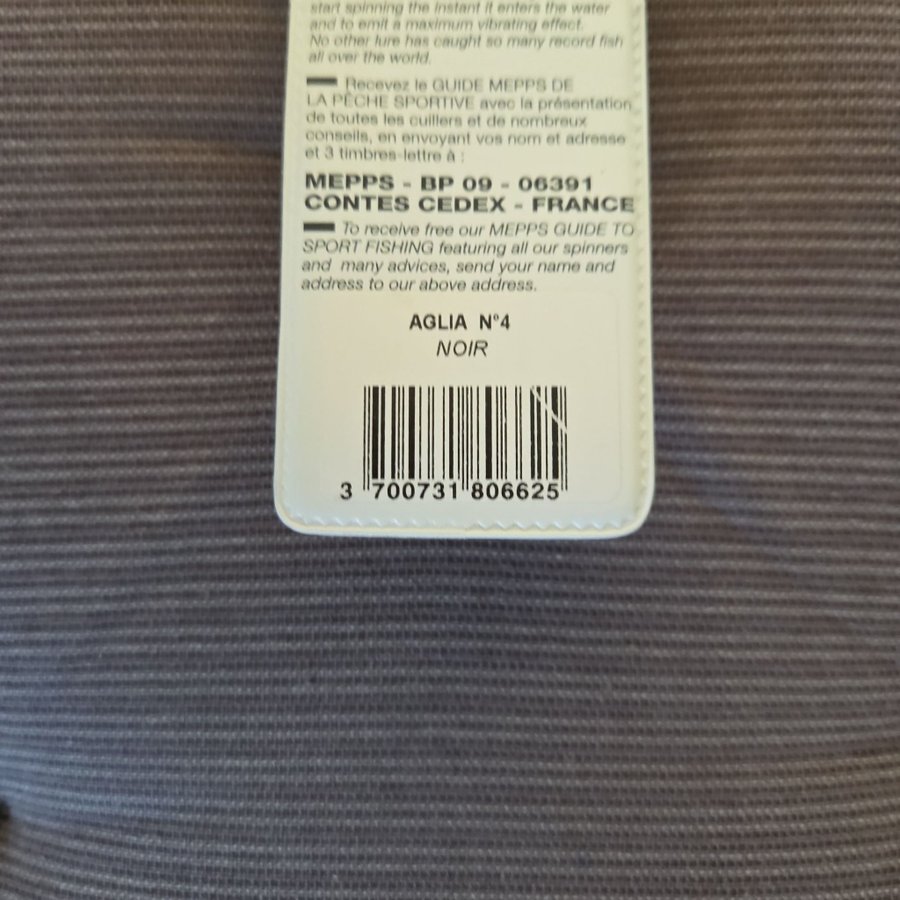 start spinning the instant it enters the water
and to emit a maximum vibrating effect.
No other lure has caught so many record fish
all over the world.
Recevez le GUIDE MEPPS DE
LA PÊCHE SPORTIVE avec la présentation
de toutes les cuillers et de nombreux
conseils, en envoyant vos nom et adresse
et 3 timbres-lettre à :
MEPPS - BP 09 - 06391
CONTES CEDEX - FRANCE
To receive free our MEPPS GUIDE TO
SPORT FISHING featuring all our spinners
and many advices, send your name and
address to our above address.
AGLIA N°4
NOIR
3 700731 806625